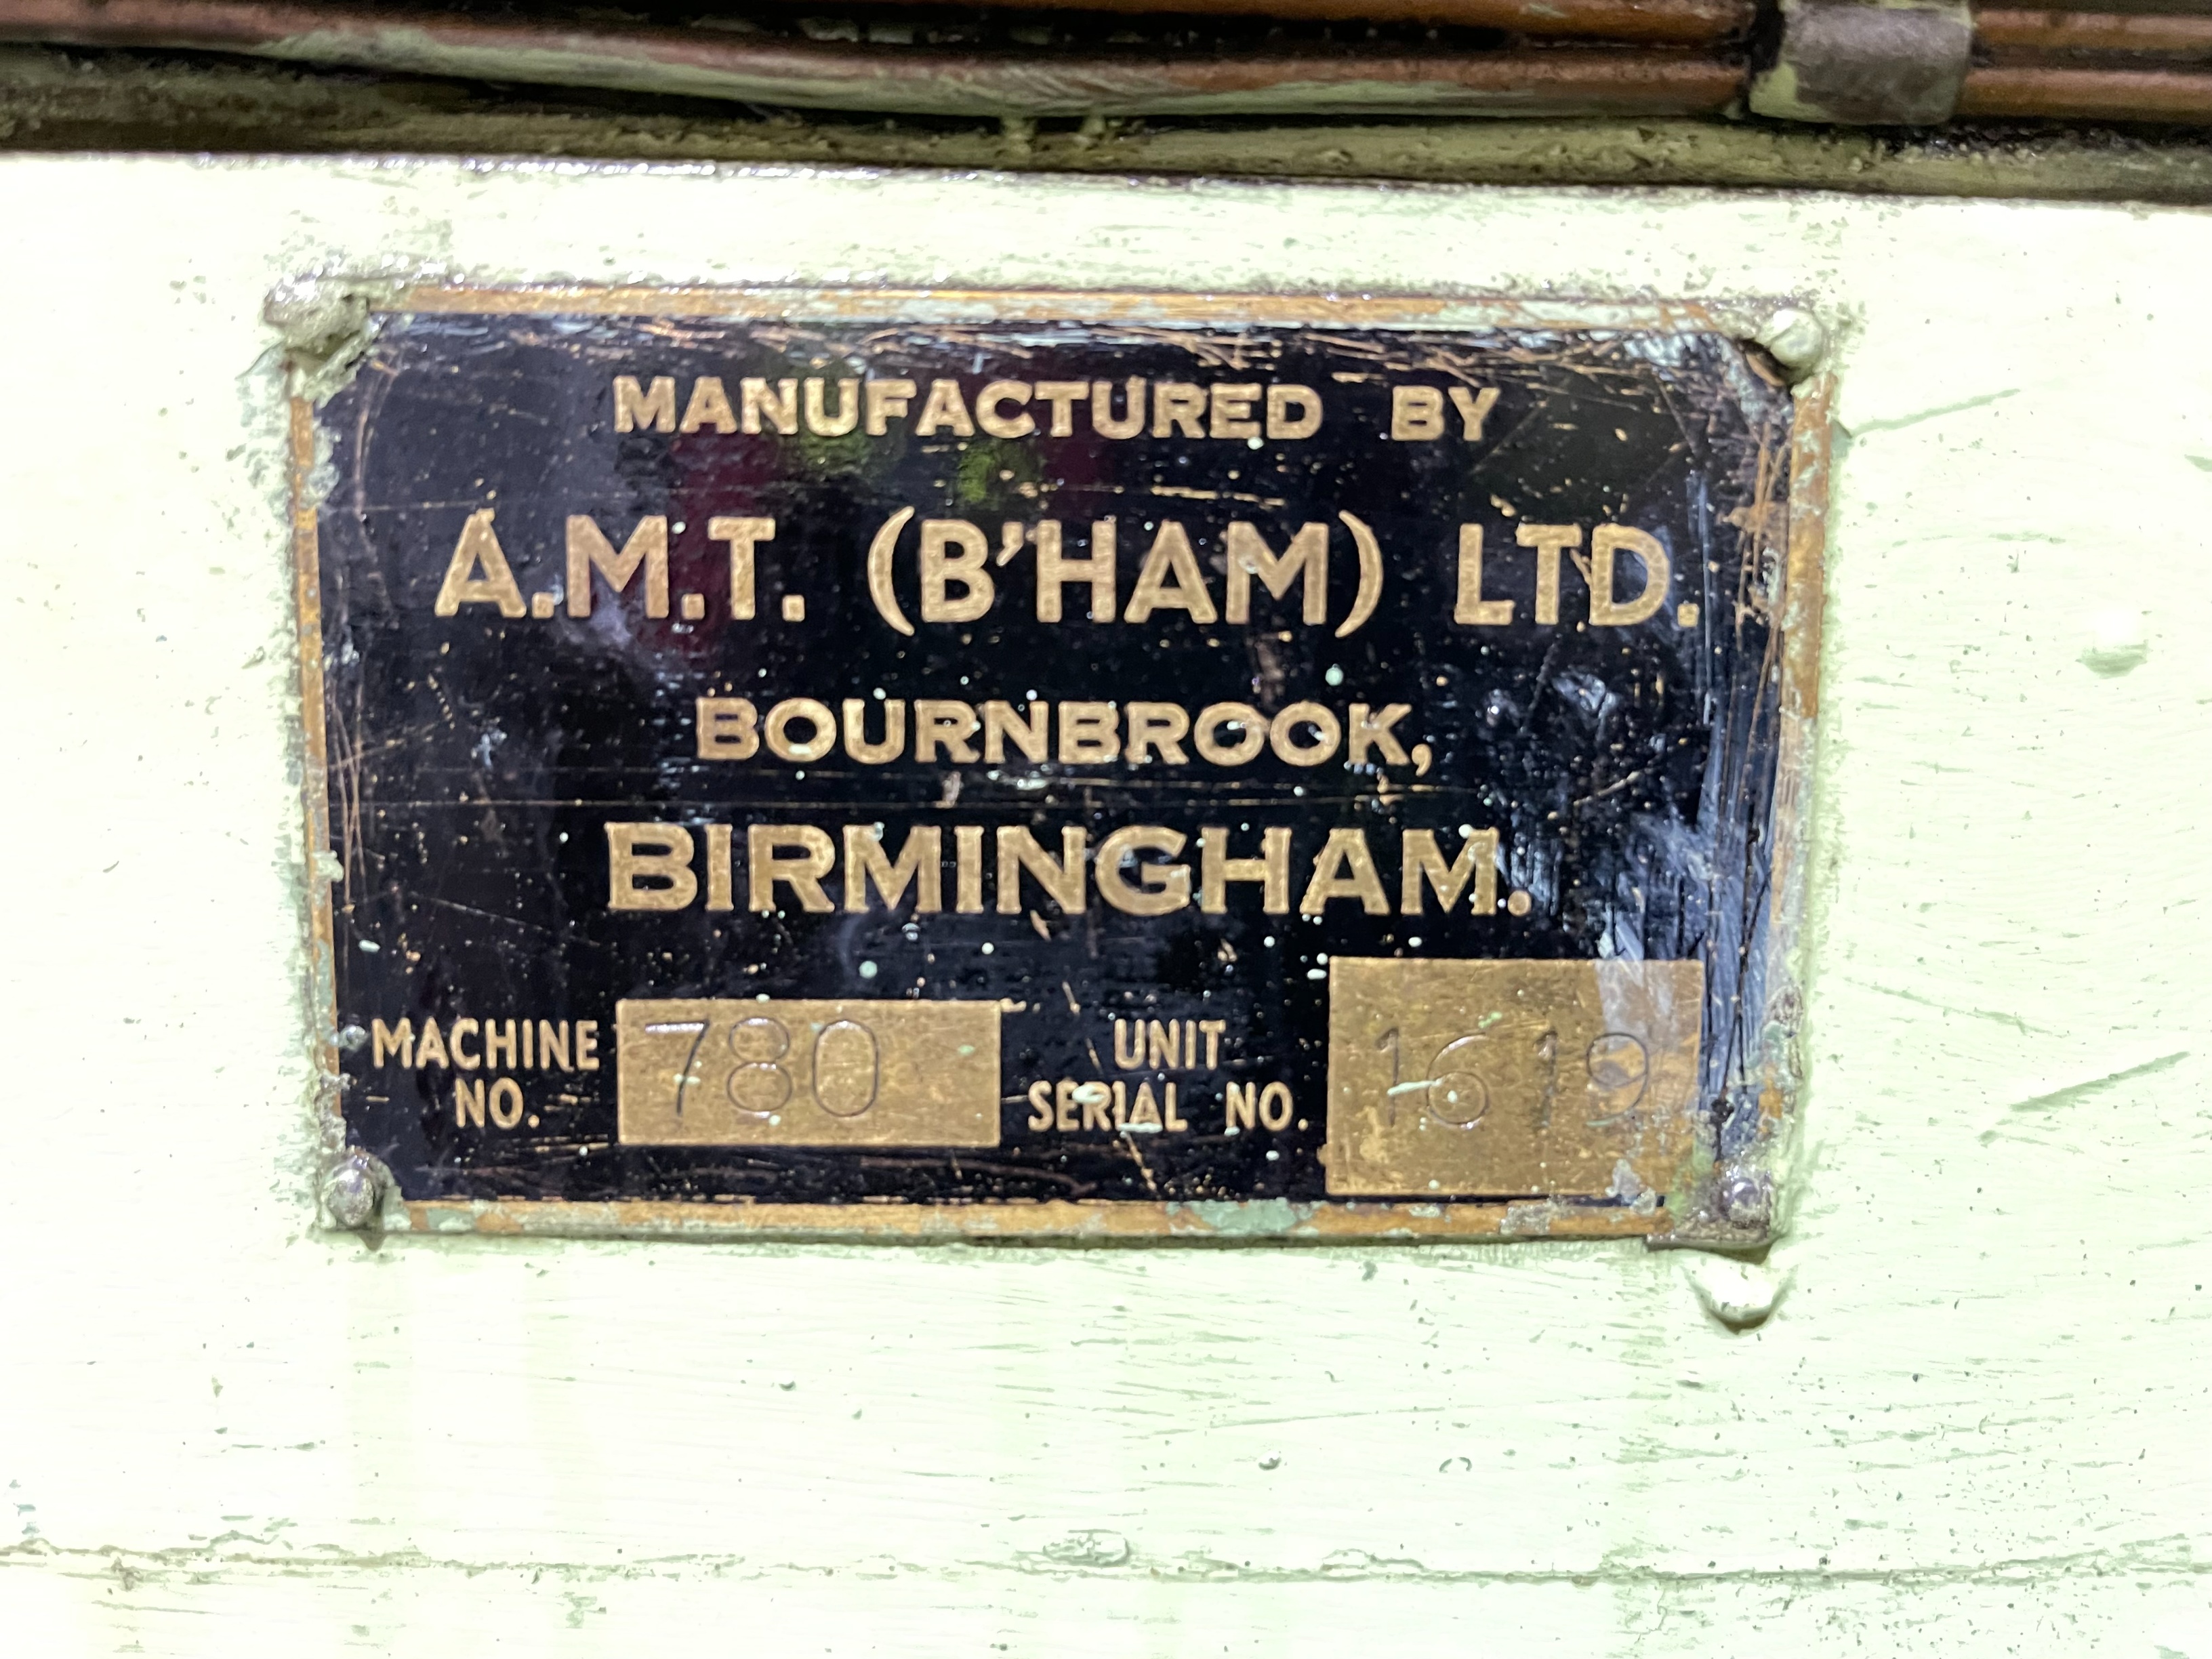 MANUFACTURED BY
A.M.T. (B'HAM) LTD.
BOURNBROOK,
BIRMINGHAM.
MACHINE NO. 780
UNIT SERIAL NO. 1619